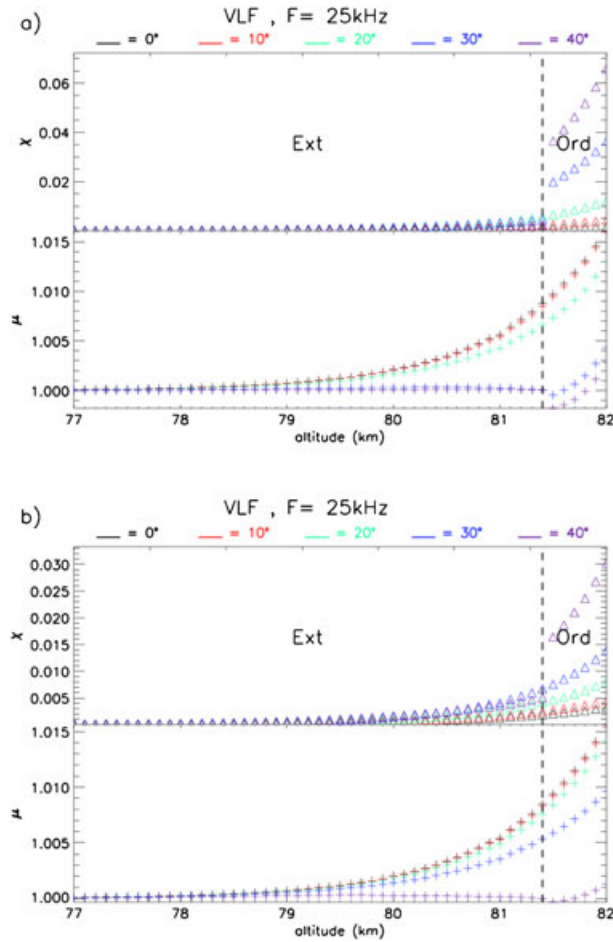 a)
VLF , F= 25kHz
= 0° = 10° = 20° = 30° = 40°
0.06
0.04
0.02
χ
Ext
Ord
1.015
1.010
1.005
1.000
μ
77 78 79 80 81 82
altitude (km)
b)
VLF , F= 25kHz
= 0° = 10° = 20° = 30° = 40°
0.030
0.025
0.020
0.015
0.010
0.005
χ
Ext
Ord
1.015
1.010
1.005
1.000
μ
77 78 79 80 81 82
altitude (km)